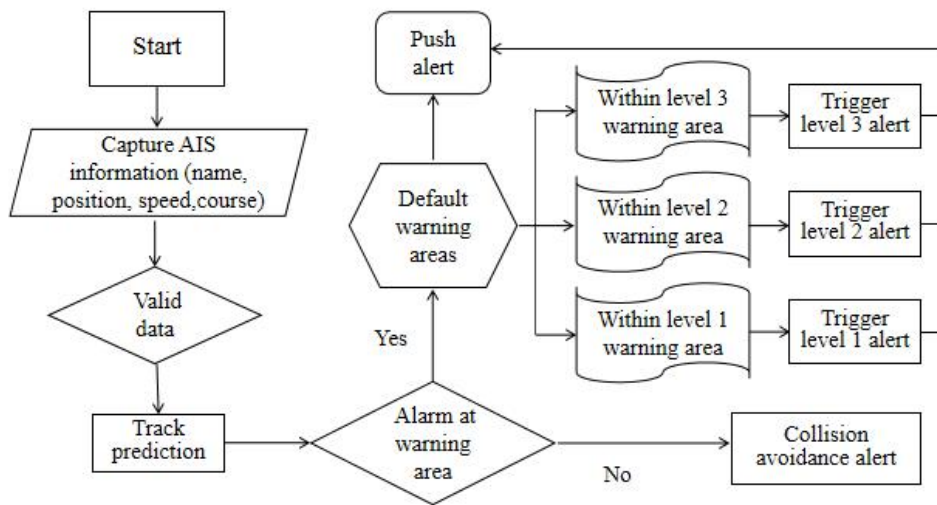 Start
Capture AIS
information (name,
position, speed,course)
Valid
data
Track
prediction
Alarm at
warning
area
Yes
No
Default
warning
areas
Push
alert
Within level 3
warning area
Trigger
level 3 alert
Within level 2
warning area
Trigger
level 2 alert
Within level 1
warning area
Trigger
level 1 alert
Collision
avoidance alert